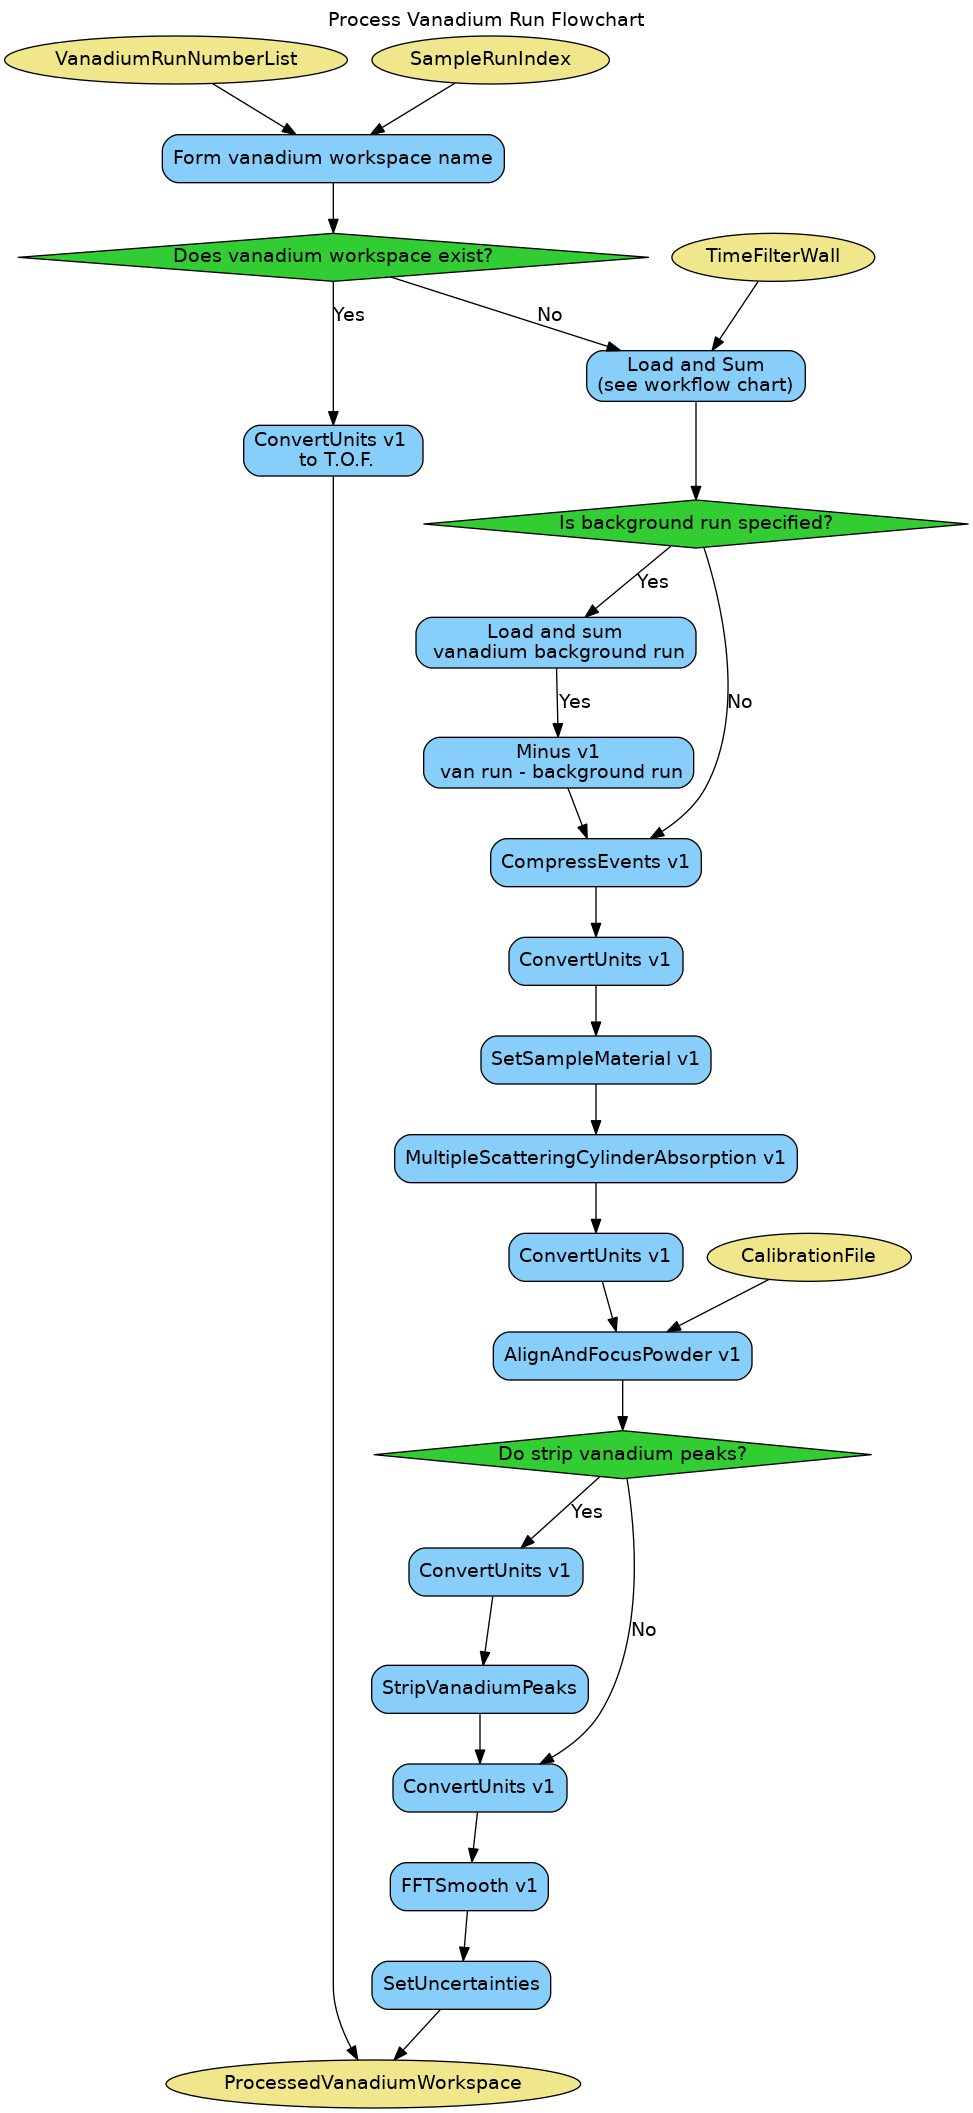 Process Vanadium Run Flowchart
VanadiumRunNumberList
SampleRunIndex
Form vanadium workspace name
Does vanadium workspace exist?
TimeFilterWall
Yes
No
Load and Sum
(see workflow chart)
ConvertUnits v1
to T.O.F.
Is background run specified?
Yes
Load and sum
vanadium background run
Yes
No
Minus v1
van run - background run
CompressEvents v1
ConvertUnits v1
SetSampleMaterial v1
MultipleScatteringCylinderAbsorption v1
ConvertUnits v1
CalibrationFile
AlignAndFocusPowder v1
Do strip vanadium peaks?
Yes
ConvertUnits v1
No
StripVanadiumPeaks
ConvertUnits v1
FFTSmooth v1
SetUncertainties
ProcessedVanadiumWorkspace